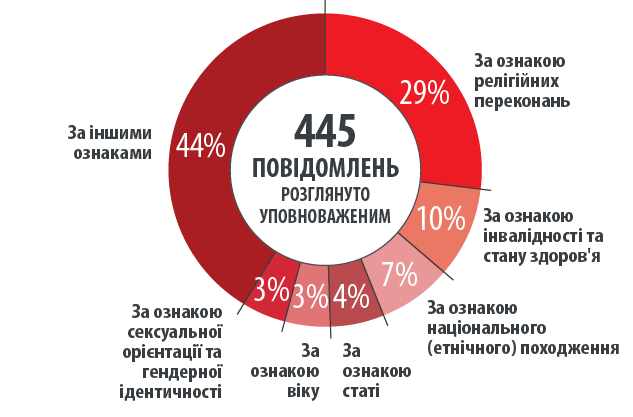 445
ПОВІДОМЛЕНЬ
РОЗГЛЯНУТО
УПОВНОВАЖЕНИМ
29%
За ознакою
релігійних
переконань
10%
За ознакою
інвалідності та
стану здоров'я
7%
За ознакою
національного
(етнічного) походження
4%
За
ознакою
статі
3%
За
ознакою
віку
3%
За ознакою
сексуальної
орієнтації та
гендерної
ідентичності
44%
За іншими
ознаками